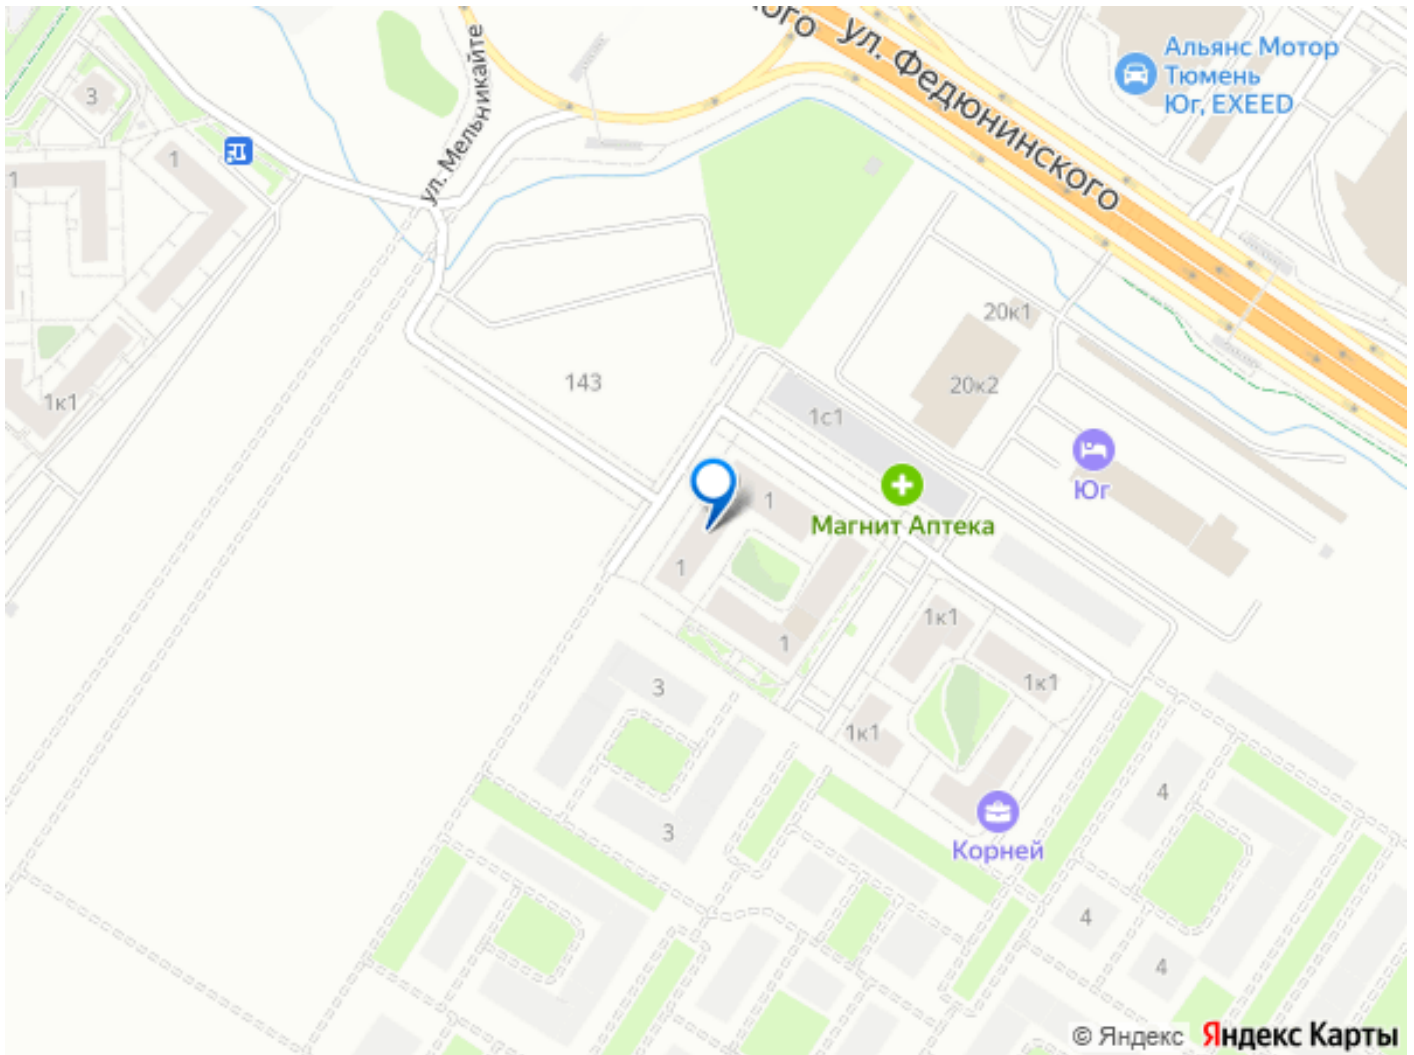 ого
ул. Федюнинского
Альянс Мотор
Тюмень
Юг, EXEED
ул. Мельникайте
3
1
1
1к1
143
20к1
20к2
1с1
Юг
Магнит Аптека
1
1
1
1к1
1к1
1к1
3
3
Корней
4
4
4
© Яндекс Яндекс Карты